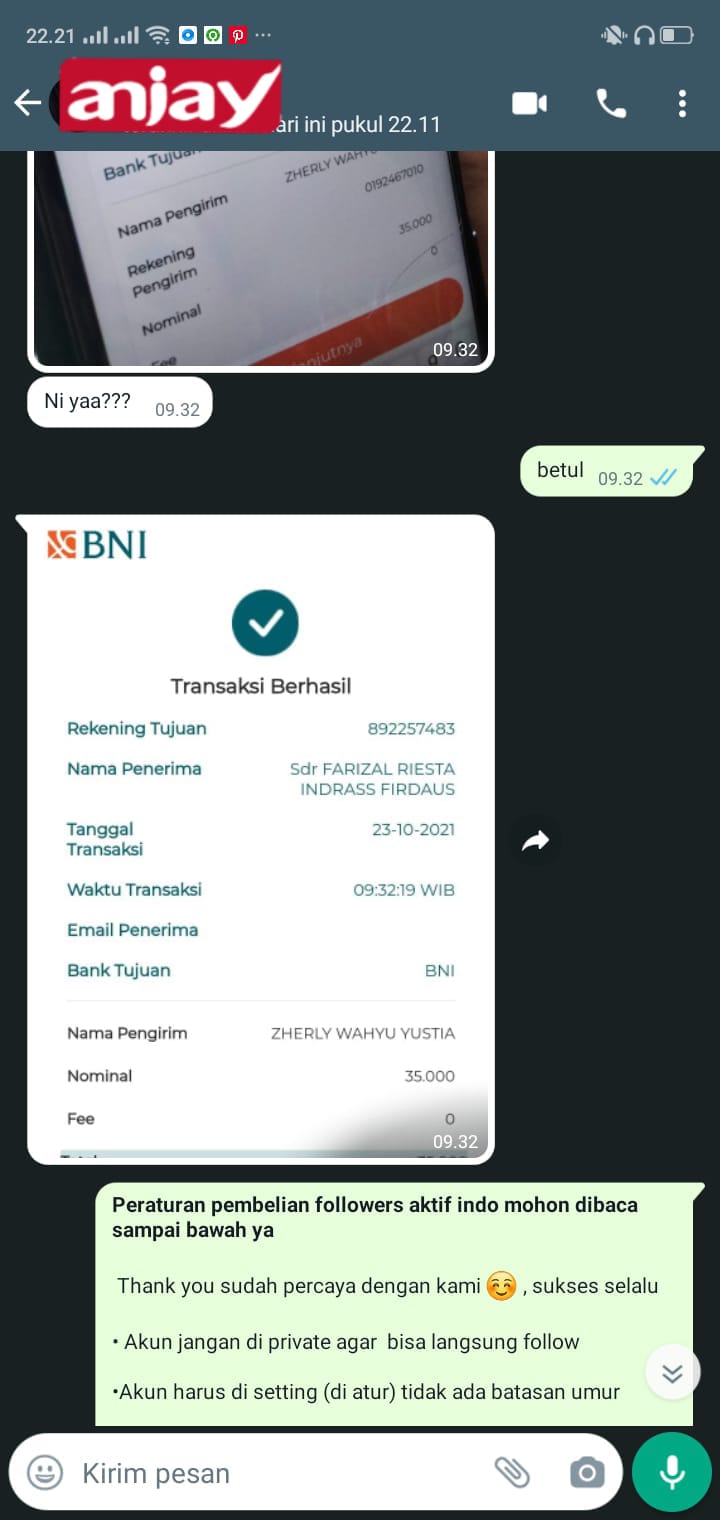 22.21
anjay
ari ini pukul 22.11
Bank Tujuan
ZHERLY WAHYU
Nama Pengirim
0192467010
Rekening
Pengirim
35.000
Nominal
0
Fee
anjutnya
09.32
Ni yaa???
09.32
betul
09.32
BNI
Transaksi Berhasil
Rekening Tujuan 892257483
Nama Penerima Sdr FARIZAL RIESTA
INDRASS FIRDAUS
Tanggal
Transaksi 23-10-2021
Waktu Transaksi 09:32:19 WIB
Email Penerima
Bank Tujuan BNI
Nama Pengirim ZHERLY WAHYU YUSTIA
Nominal 35.000
Fee 0
09.32
Peraturan pembelian followers aktif indo mohon dibaca
sampai bawah ya
Thank you sudah percaya dengan kami ☺️ , sukses selalu
• Akun jangan di private agar bisa langsung follow
•Akun harus di setting (di atur) tidak ada batasan umur
Kirim pesan